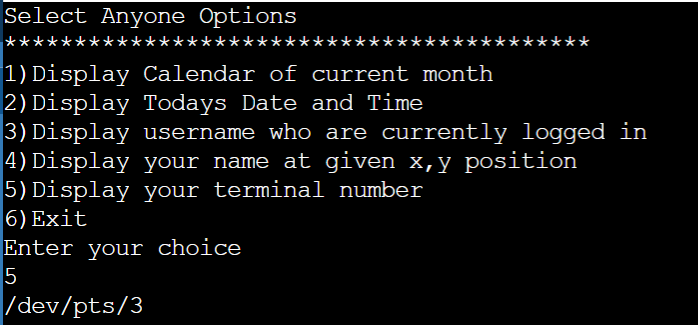 Select Anyone Options
******************************************
1)Display Calendar of current month
2)Display Todays Date and Time
3)Display username who are currently logged in
4)Display your name at given x,y position
5)Display your terminal number
6)Exit
Enter your choice
5
/dev/pts/3